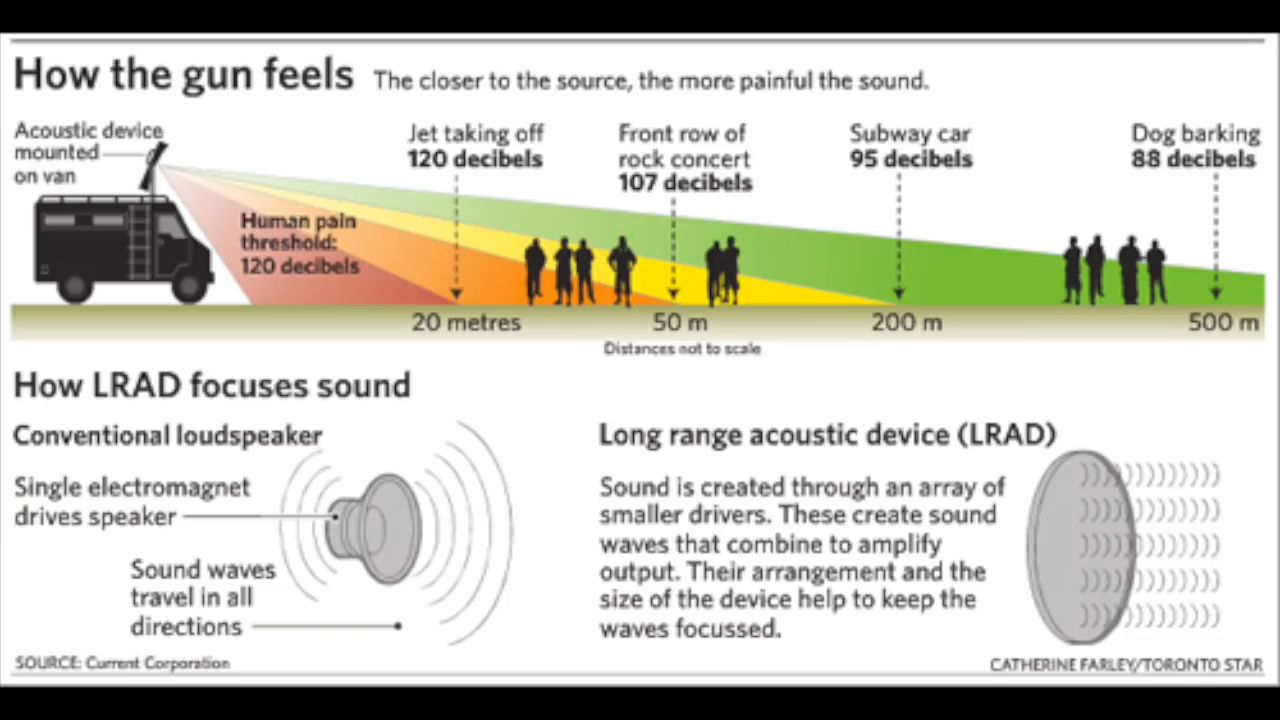 How the gun feels The closer to the source, the more painful the sound.
Acoustic device
mounted
on van
Jet taking off
120 decibels
Front row of
rock concert
107 decibels
Subway car
95 decibels
Dog barking
88 decibels
Human pain
threshold:
120 decibels
20 metres
50 m
200 m
500 m
Distances not to scale
How LRAD focuses sound
Conventional loudspeaker
Single electromagnet
drives speaker
Sound waves
travel in all
directions
Long range acoustic device (LRAD)
Sound is created through an array of
smaller drivers. These create sound
waves that combine to amplify
output. Their arrangement and the
size of the device help to keep the
waves focussed.
SOURCE: Current Corporation
CATHERINE FARLEY/TORONTO STAR